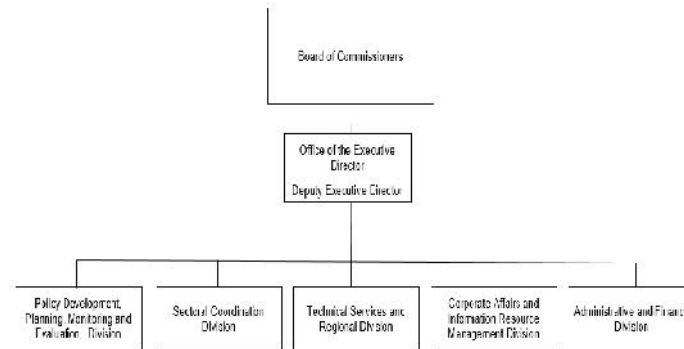 Board of Commissioners
Office of the Executive
Director
Deputy Executive Director
Policy Development,
Planning, Monitoring and
Evaluation, Division
Sectoral Coordination
Division
Technical Services and
Regional Division
Corporate Affairs and
Information Resource
Management Division
Administrative and Financ
Division